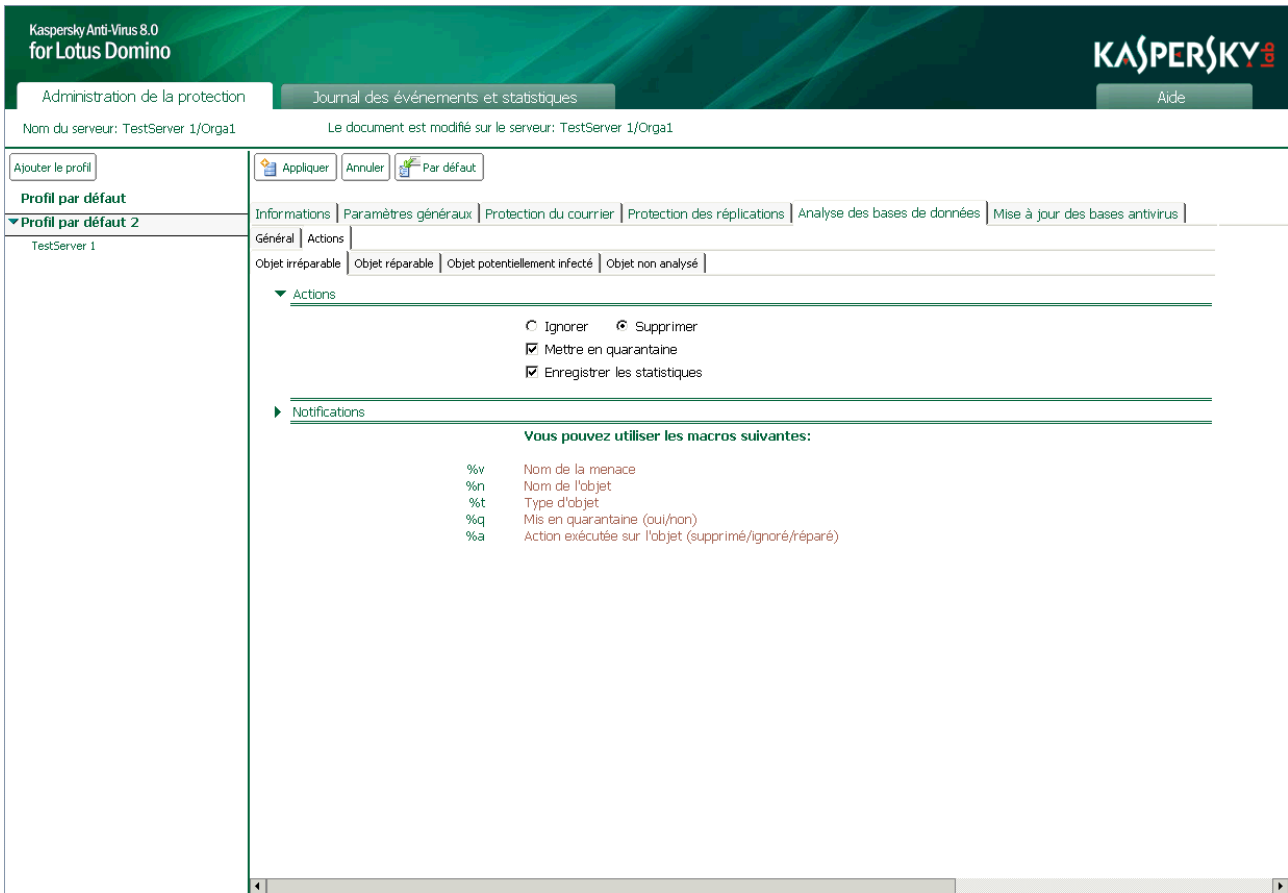 Kaspersky Anti-Virus 8.0
for Lotus Domino
KASPERSKY lab
Administration de la protection
Journal des événements et statistiques
Aide
Nom du serveur: TestServer 1/Orga1
Le document est modifié sur le serveur: TestServer 1/Orga1
Ajouter le profil
Appliquer
Annuler
Par défaut
Profil par défaut
Profil par défaut 2
TestServer 1
Informations
Paramètres généraux
Protection du courrier
Protection des réplications
Analyse des bases de données
Mise à jour des bases antivirus
Général
Actions
Objet irréparable
Objet réparable
Objet potentiellement infecté
Objet non analysé
Actions
Ignorer
Supprimer
Mettre en quarantaine
Enregistrer les statistiques
Notifications
Vous pouvez utiliser les macros suivantes:
%v Nom de la menace
%n Nom de l'objet
%t Type d'objet
%q Mis en quarantaine (oui/non)
%a Action exécutée sur l'objet (supprimé/ignoré/réparé)